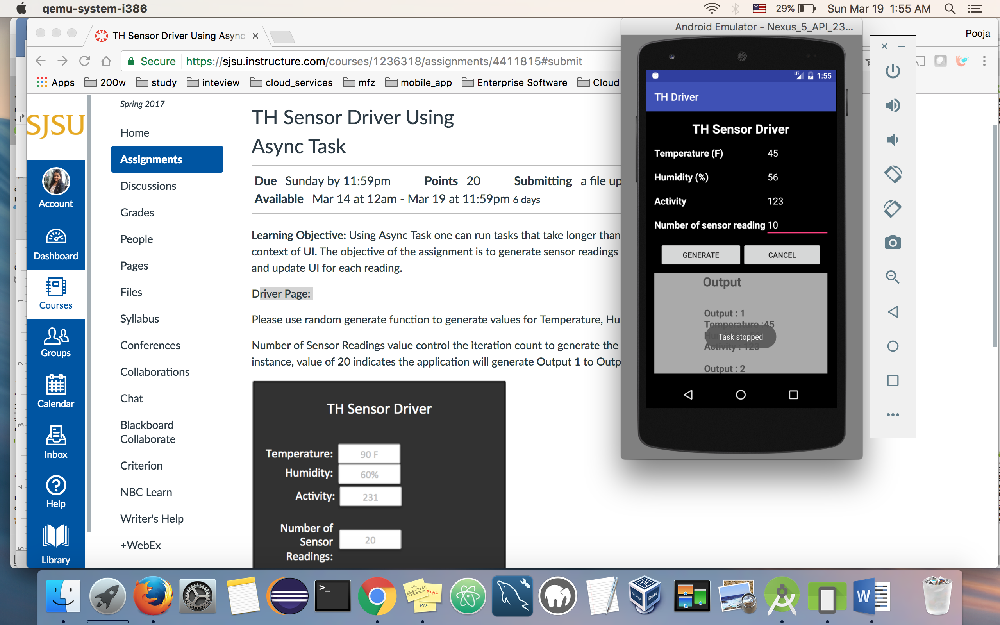 qemu-system-i386
29%
Sun Mar 19 1:55 AM
TH Sensor Driver Using Async
Pooja
Secure
https://sjsu.instructure.com/courses/1236318/assignments/4411815#submit
Apps
200w
study
inteview
cloud_services
mfz
mobile_app
Enterprise Software
Cloud
SJSU
Account
Dashboard
Courses
Groups
Calendar
Inbox
Help
Library
Spring 2017
Home
Assignments
Discussions
Grades
People
Pages
Files
Syllabus
Conferences
Collaborations
Chat
Blackboard
Collaborate
Criterion
NBC Learn
Writer's Help
+WebEx
TH Sensor Driver Using
Async Task
Due Sunday by 11:59pm Points 20 Submitting a file up
Available Mar 14 at 12am - Mar 19 at 11:59pm 6 days
Learning Objective: Using Async Task one can run tasks that take longer than
context of UI. The objective of the assignment is to generate sensor readings
and update UI for each reading.
Driver Page:
Please use random generate function to generate values for Temperature, Hu
Number of Sensor Readings value control the iteration count to generate the
instance, value of 20 indicates the application will generate Output 1 to Outp
TH Sensor Driver
Temperature: 90 F
Humidity: 60%
Activity: 231
Number of
Sensor 20
Readings:
Android Emulator - Nexus_5_API_23...
LTE 1:55
TH Driver
TH Sensor Driver
Temperature (F) 45
Humidity (%) 56
Activity 123
Number of sensor reading 10
GENERATE CANCEL
Output
Output : 1
Temperature :45
Task stopped
Activity : 123
Output : 2